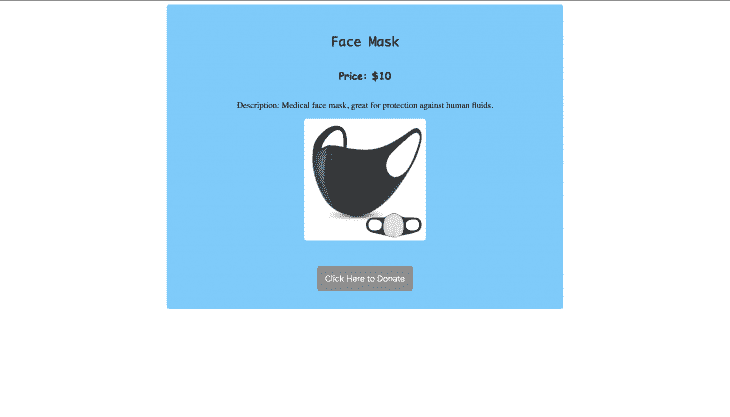 Face Mask
Price: $10
Description: Medical face mask, great for protection against human fluids.
Click Here to Donate